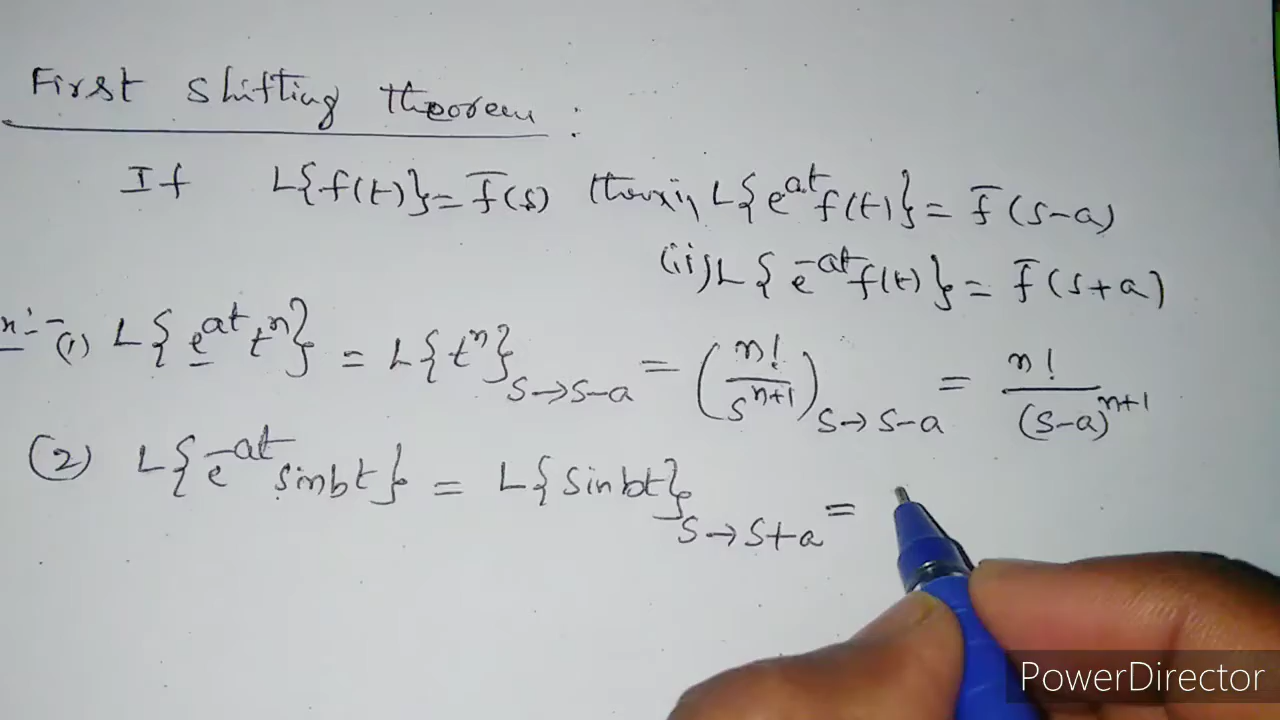 First shifting theorem :
If L{f(t)} = f̅(s) then (i) L{e^{at} f(t)} = f̅(s-a)
(ii) L{e^{-at} f(t)} = f̅(s+a)
(1) L{e^{at} t^n} = L{t^n}_{s→s-a} = (n!/s^{n+1})_{s→s-a} = n!/(s-a)^{n+1}
(2) L{e^{-at} sinbt} = L{sinbt}_{s→s+a} =
PowerDirector